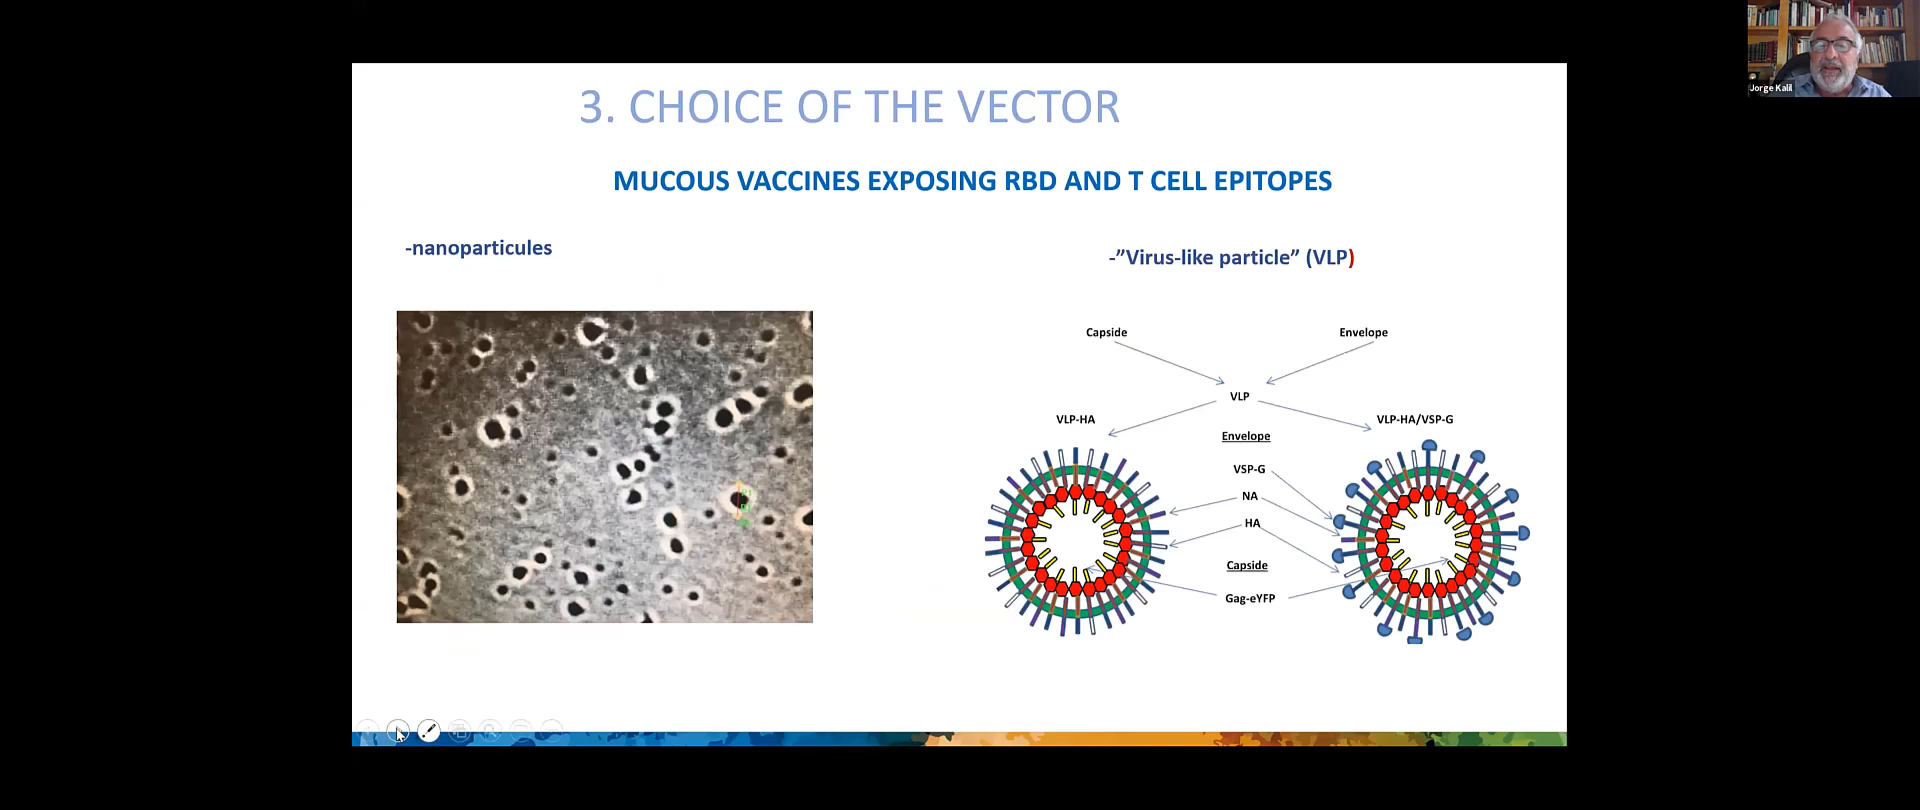 3. CHOICE OF THE VECTOR
MUCOUS VACCINES EXPOSING RBD AND T CELL EPITOPES
-nanoparticules
-”Virus-like particle” (VLP)
Capside
Envelope
VLP
VLP-HA
VLP-HA/VSP-G
Envelope
VSP-G
NA
HA
Capside
Gag-eYFP
Jorge Kalil